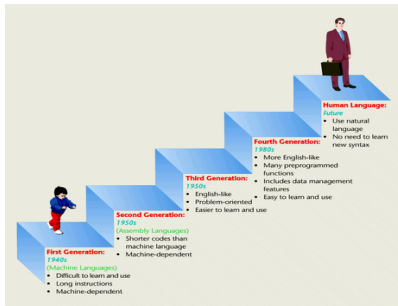 First Generation:
1940s
(Machine Languages)
• Difficult to learn and use
• Long instructions
• Machine-dependent
Second Generation:
1950s
(Assembly Languages)
• Shorter codes than
machine language
• Machine-dependent
Third Generation:
1950s
• English-like
• Problem-oriented
• Easier to learn and use
Fourth Generation:
1980s
• More English-like
• Many preprogrammed
functions
• Includes data management
features
• Easy to learn and use
Human Language:
Future
• Use natural
language
• No need to learn
new syntax